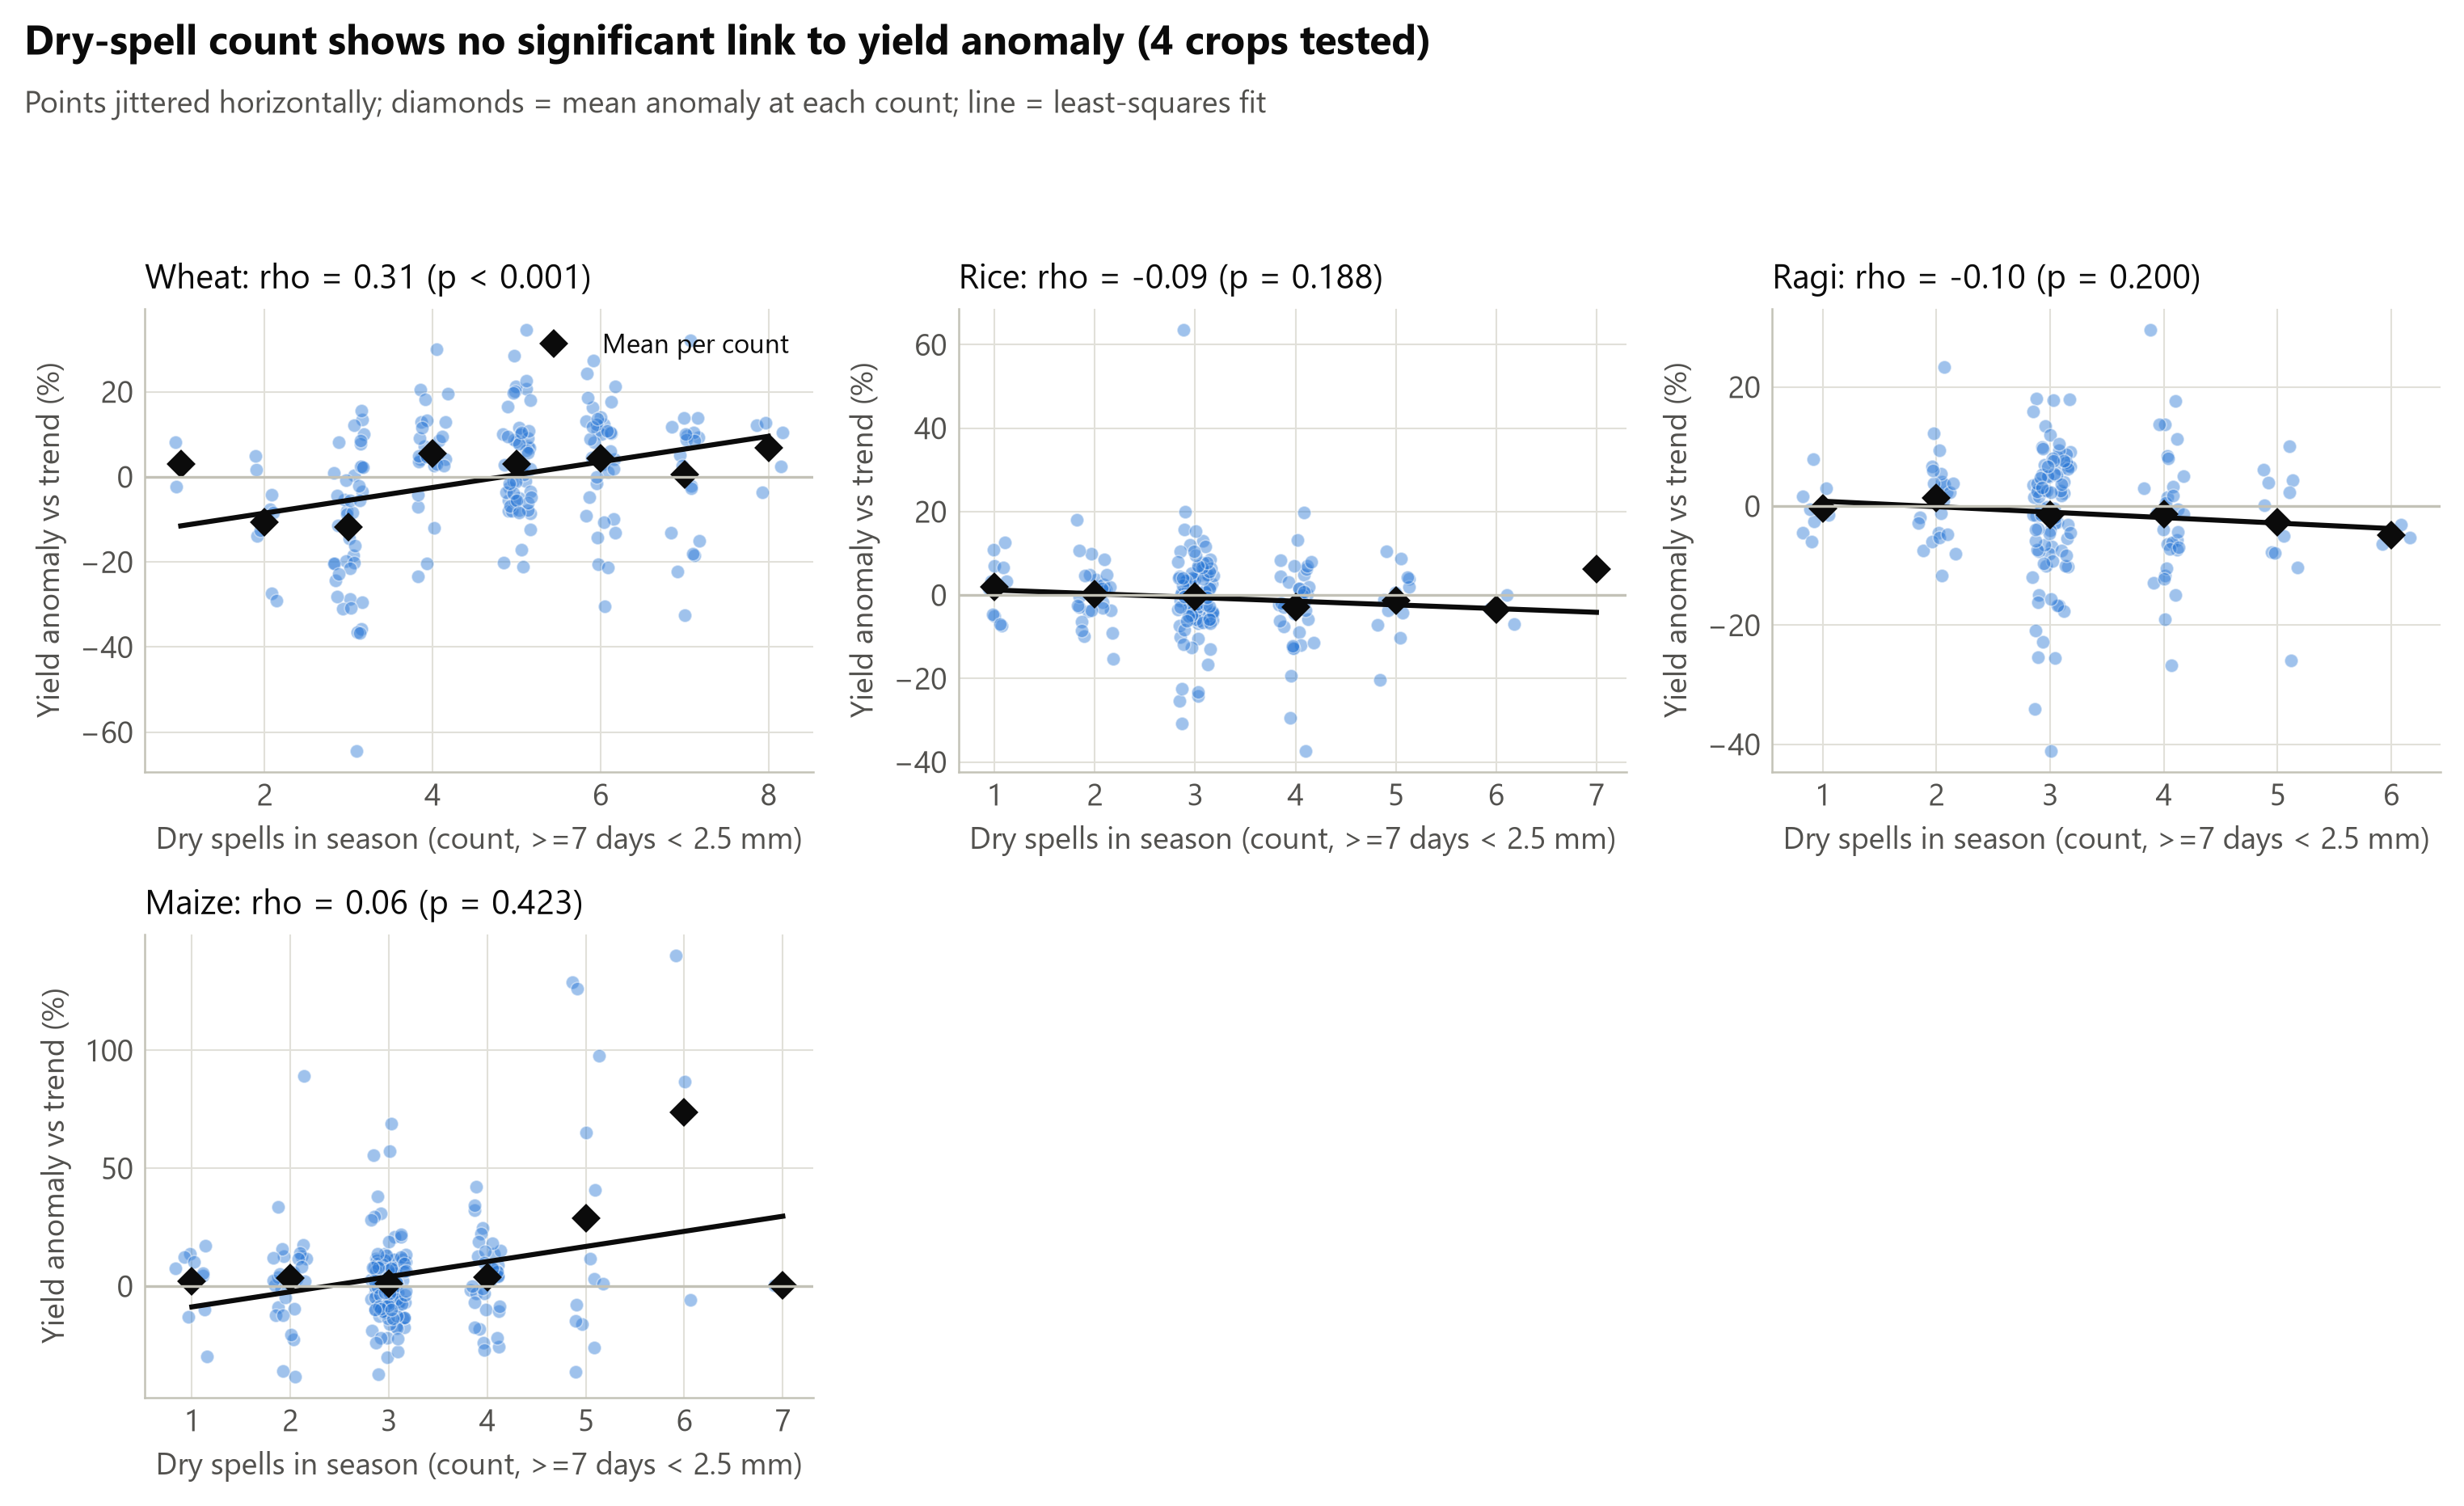 Dry-spell count shows no significant link to yield anomaly (4 crops tested)
Points jittered horizontally; diamonds = mean anomaly at each count; line = least-squares fit
Wheat: rho = 0.31 (p < 0.001)
Yield anomaly vs trend (%)
20
0
−20
−40
−60
Mean per count
2 4 6 8
Dry spells in season (count, >=7 days < 2.5 mm)
Rice: rho = -0.09 (p = 0.188)
Yield anomaly vs trend (%)
60
40
20
0
−20
−40
1 2 3 4 5 6 7
Dry spells in season (count, >=7 days < 2.5 mm)
Ragi: rho = -0.10 (p = 0.200)
Yield anomaly vs trend (%)
20
0
−20
−40
1 2 3 4 5 6
Dry spells in season (count, >=7 days < 2.5 mm)
Maize: rho = 0.06 (p = 0.423)
Yield anomaly vs trend (%)
100
50
0
1 2 3 4 5 6 7
Dry spells in season (count, >=7 days < 2.5 mm)